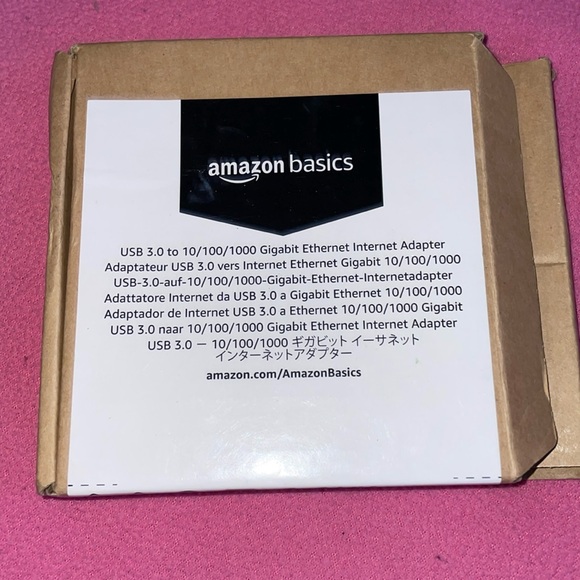 amazon basics
USB 3.0 to 10/100/1000 Gigabit Ethernet Internet Adapter
Adaptateur USB 3.0 vers Internet Ethernet Gigabit 10/100/1000
USB-3.0-auf-10/100/1000-Gigabit-Ethernet-Internetadapter
Adattatore Internet da USB 3.0 a Gigabit Ethernet 10/100/1000
Adaptador de Internet USB 3.0 a Ethernet 10/100/1000 Gigabit
USB 3.0 naar 10/100/1000 Gigabit Ethernet Internet Adapter
USB 3.0 － 10/100/1000 ギガビット イーサネット
インターネットアダプター
amazon.com/AmazonBasics